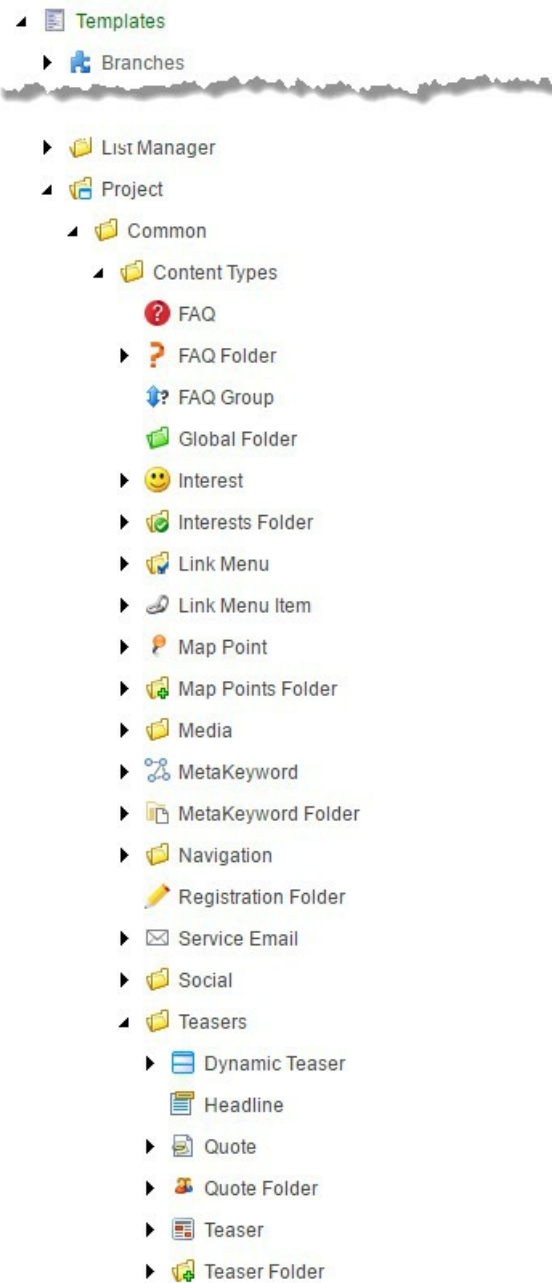 Templates
Branches
List Manager
Project
Common
Content Types
FAQ
FAQ Folder
FAQ Group
Global Folder
Interest
Interests Folder
Link Menu
Link Menu Item
Map Point
Map Points Folder
Media
MetaKeyword
MetaKeyword Folder
Navigation
Registration Folder
Service Email
Social
Teasers
Dynamic Teaser
Headline
Quote
Quote Folder
Teaser
Teaser Folder